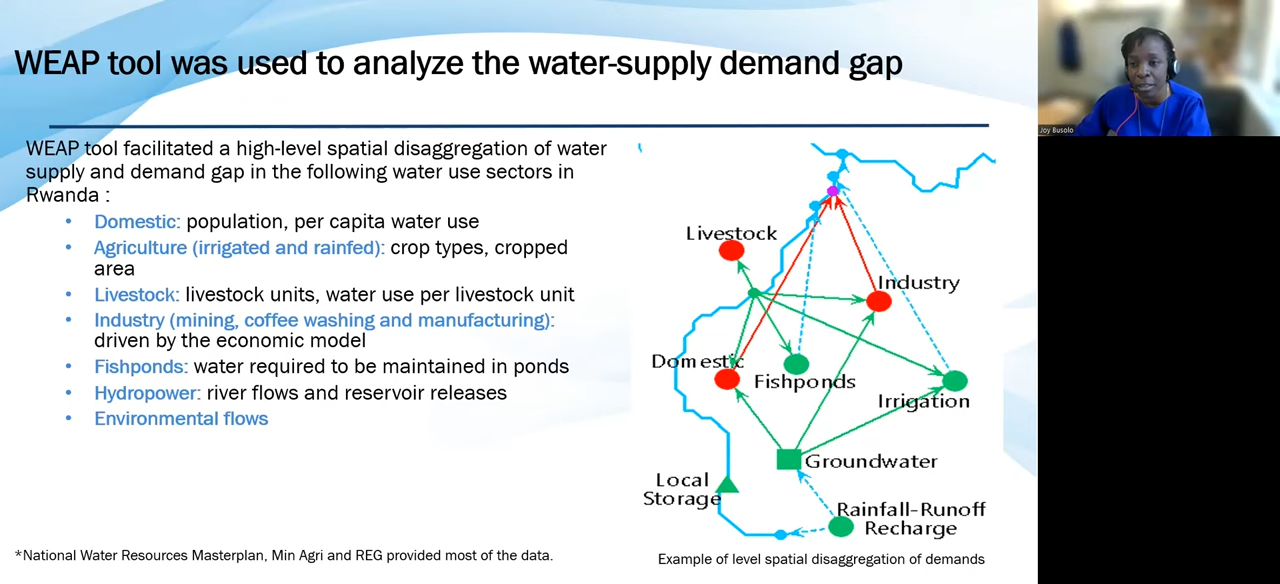 WEAP tool was used to analyze the water-supply demand gap
WEAP tool facilitated a high-level spatial disaggregation of water
supply and demand gap in the following water use sectors in
Rwanda :
• Domestic: population, per capita water use
• Agriculture (irrigated and rainfed): crop types, cropped
area
• Livestock: livestock units, water use per livestock unit
• Industry (mining, coffee washing and manufacturing):
driven by the economic model
• Fishponds: water required to be maintained in ponds
• Hydropower: river flows and reservoir releases
• Environmental flows
*National Water Resources Masterplan, Min Agri and REG provided most of the data.
Livestock
Industry
Domestic
Fishponds
Irrigation
Groundwater
Local
Storage
Rainfall-Runoff
Recharge
Example of level spatial disaggregation of demands
Joy Busolo